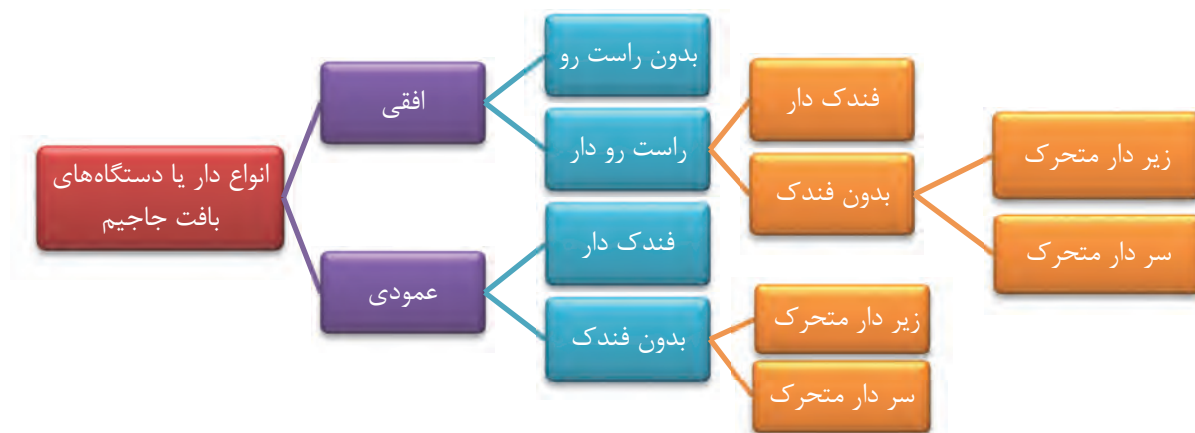 انواع دار یا دستگاه‌های
بافت جاجیم
افقی
بدون راست رو
راست رو دار
فندک دار
بدون فندک
زیر دار متحرک
سر دار متحرک
عمودی
فندک دار
بدون فندک
زیر دار متحرک
سر دار متحرک